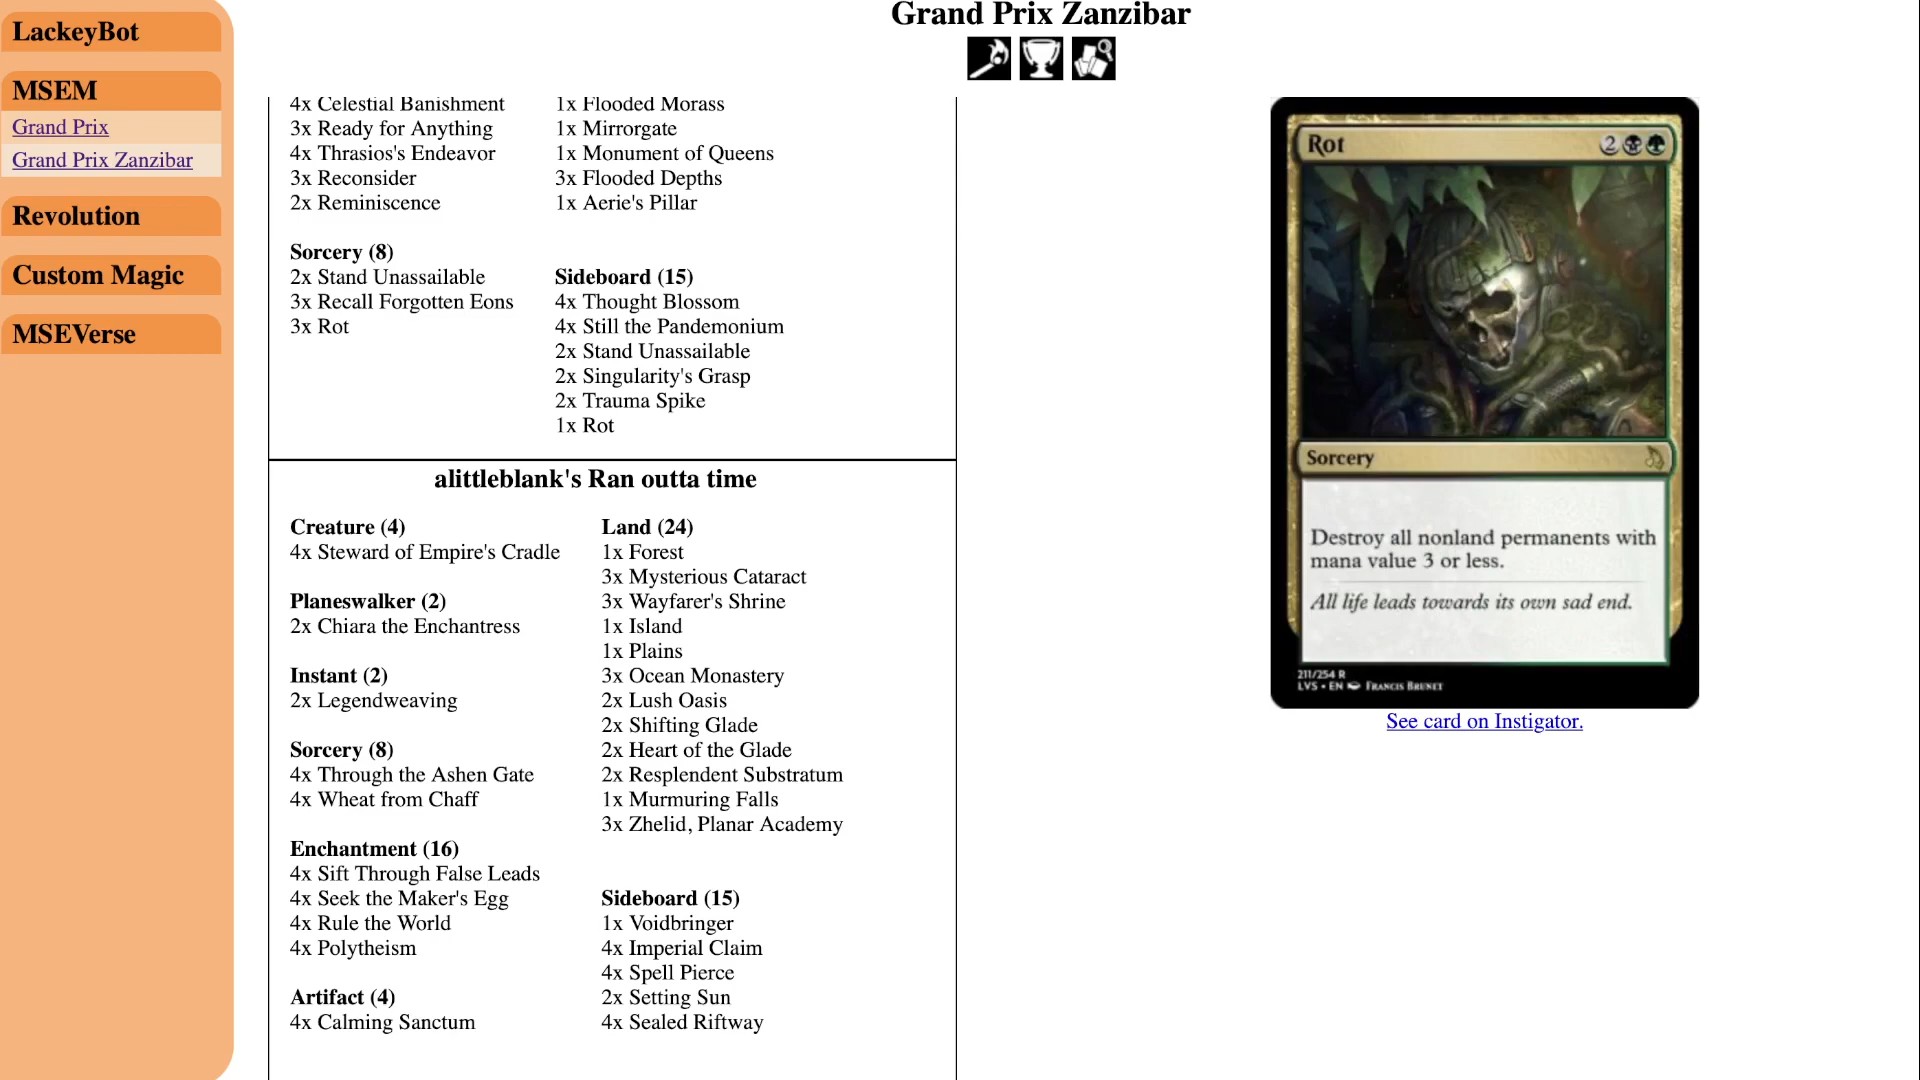 LackeyBot
MSEM
Grand Prix
Grand Prix Zanzibar
Revolution
Custom Magic
MSEVerse
Grand Prix Zanzibar
4x Celestial Banishment
3x Ready for Anything
4x Thrasios's Endeavor
3x Reconsider
2x Reminiscence
Sorcery (8)
2x Stand Unassailable
3x Recall Forgotten Eons
3x Rot
1x Flooded Morass
1x Mirrorgate
1x Monument of Queens
3x Flooded Depths
1x Aerie's Pillar
Sideboard (15)
4x Thought Blossom
4x Still the Pandemonium
2x Stand Unassailable
2x Singularity's Grasp
2x Trauma Spike
1x Rot
alittleblank's Ran outta time
Creature (4)
4x Steward of Empire's Cradle
Planeswalker (2)
2x Chiara the Enchantress
Instant (2)
2x Legendweaving
Sorcery (8)
4x Through the Ashen Gate
4x Wheat from Chaff
Enchantment (16)
4x Sift Through False Leads
4x Seek the Maker's Egg
4x Rule the World
4x Polytheism
Artifact (4)
4x Calming Sanctum
Land (24)
1x Forest
3x Mysterious Cataract
3x Wayfarer's Shrine
1x Island
1x Plains
3x Ocean Monastery
2x Lush Oasis
2x Shifting Glade
2x Heart of the Glade
2x Resplendent Substratum
1x Murmuring Falls
3x Zhelid, Planar Academy
Sideboard (15)
1x Voidbringer
4x Imperial Claim
4x Spell Pierce
2x Setting Sun
4x Sealed Riftway
Rot 2
Sorcery
Destroy all nonland permanents with
mana value 3 or less.
All life leads towards its own sad end.
211/254 R
LVS • EN Francis Brunet
See card on Instigator.